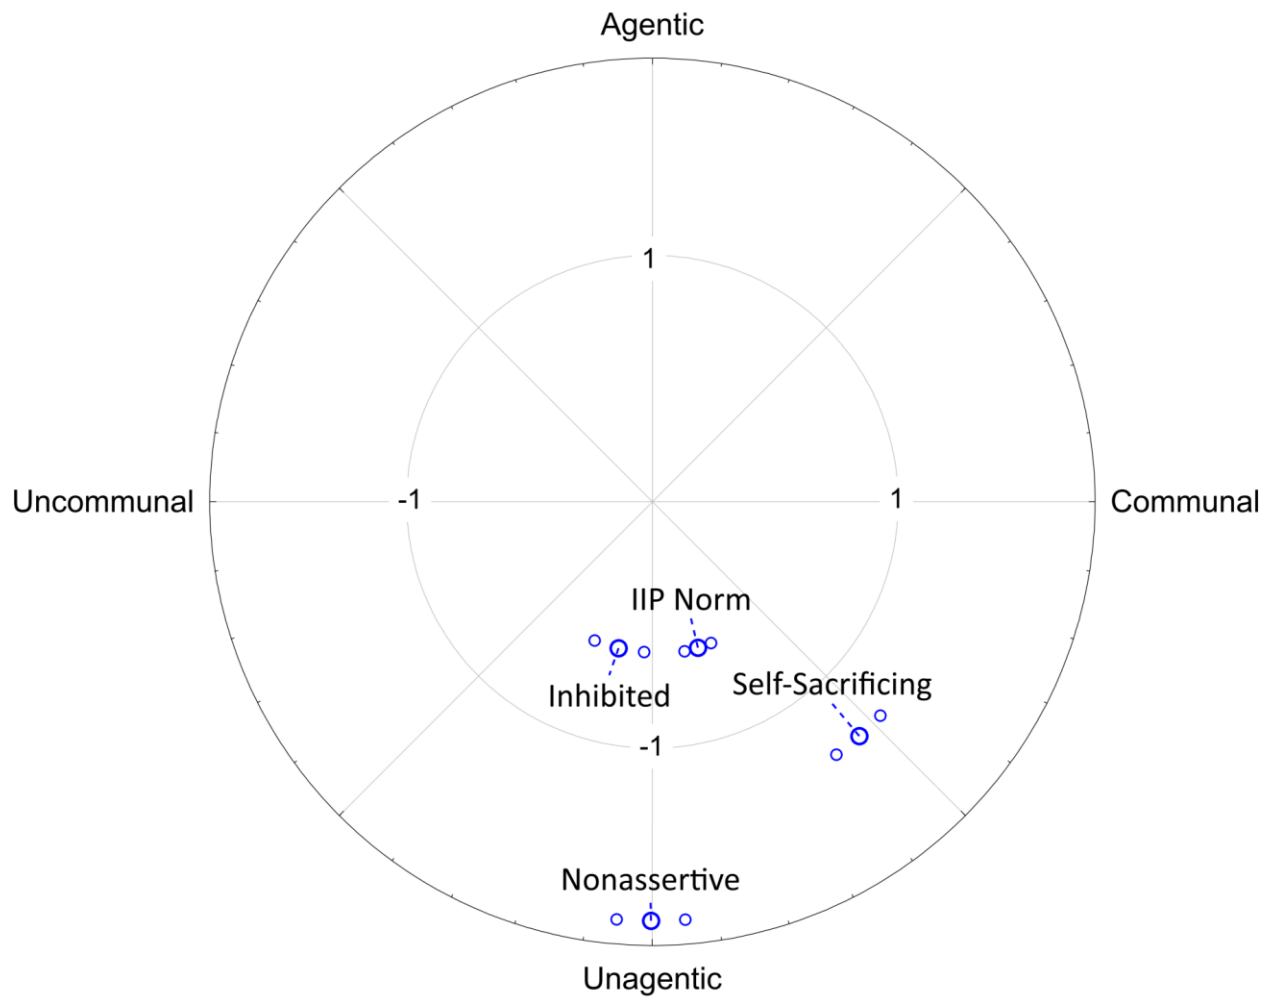 Agentic
1
Uncommunal
-1
1
Communal
IIP Norm
Self-Sacrificing
Inhibited
-1
Nonassertive
Unagentic